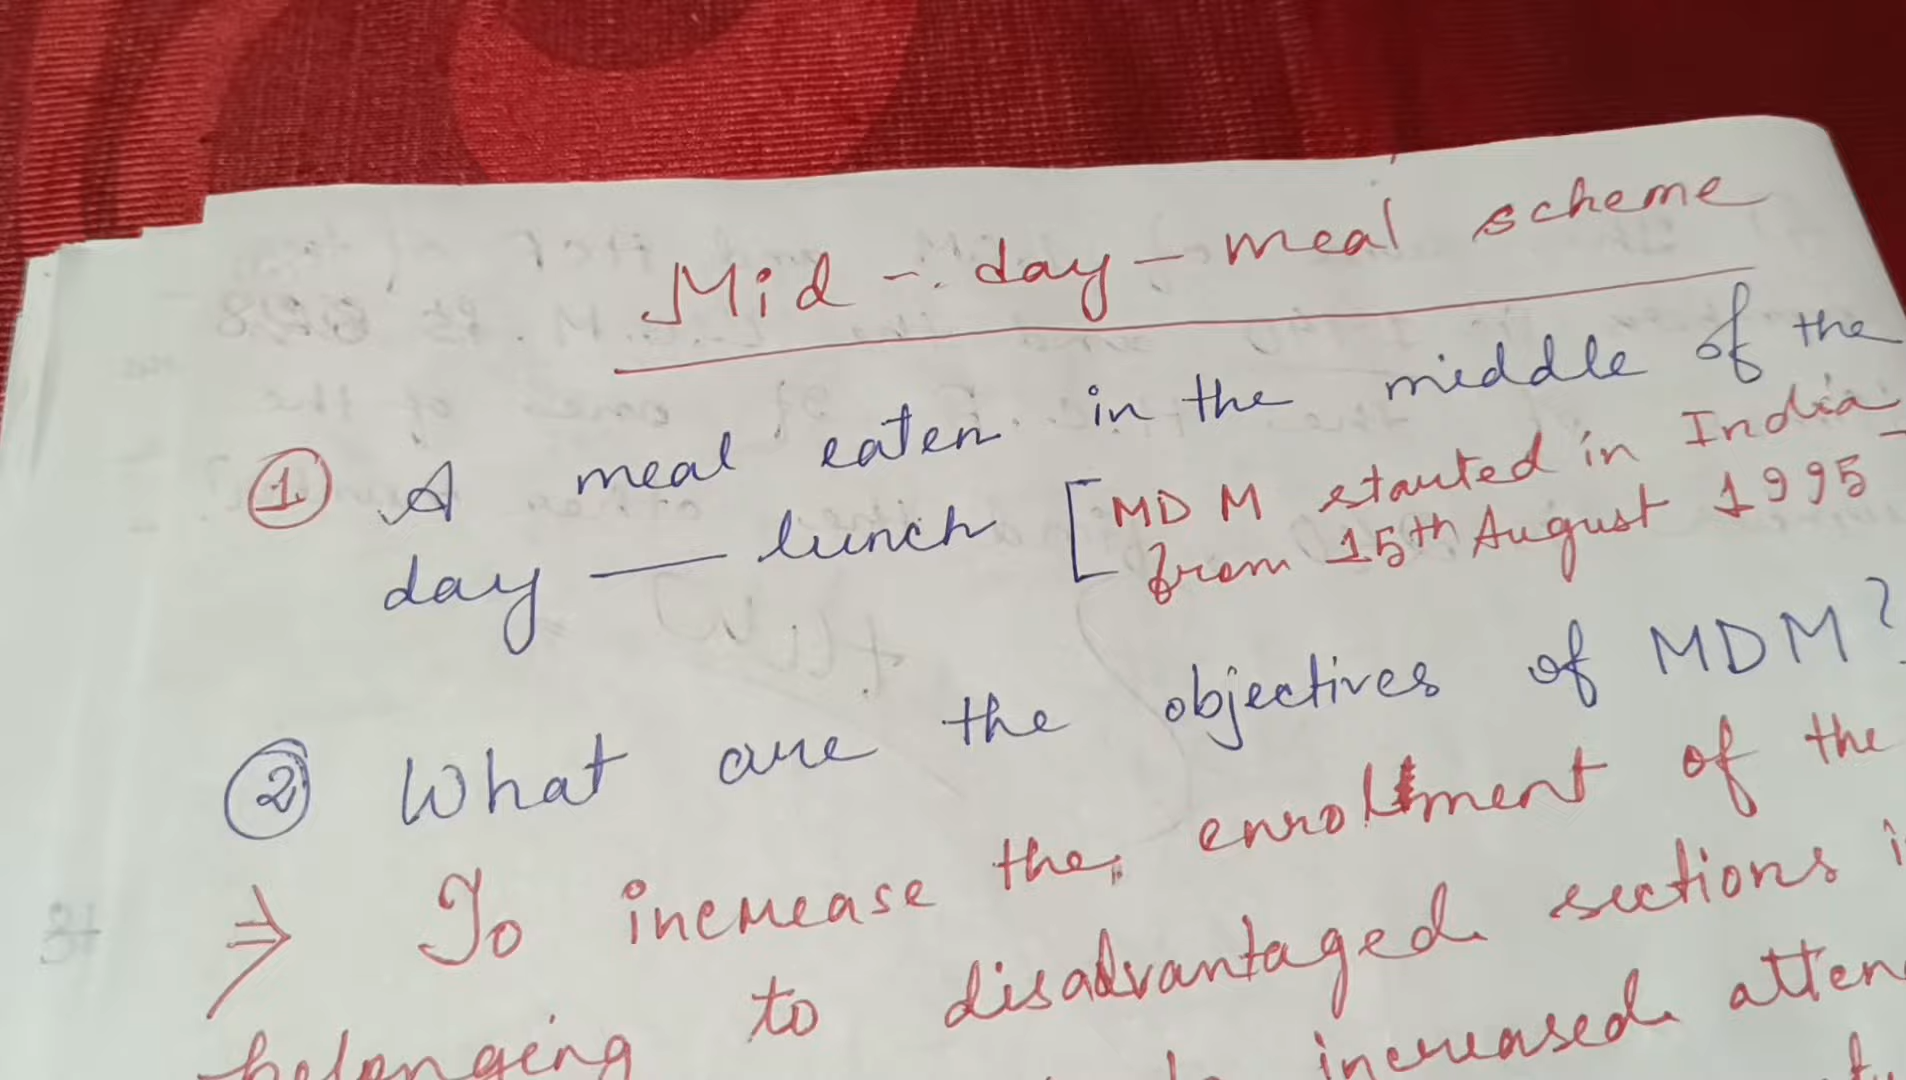 Mid - day - meal scheme
① A meal eaten in the middle of the
day — lunch [MDM started in India
from 15th August 1995
② What are the objectives of MDM?
⇒ To increase the enrolment of the
belonging to disadvantaged sections
increased